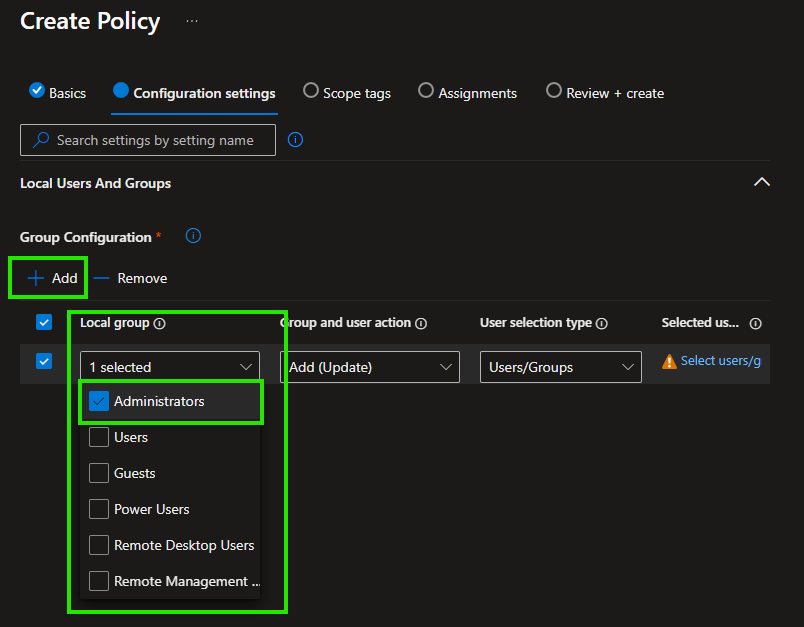 Create Policy ...
Basics Configuration settings Scope tags Assignments Review + create
Search settings by setting name
Local Users And Groups
Group Configuration *
+ Add — Remove
Local group Group and user action User selection type Selected us...
1 selected Add (Update) Users/Groups Select users/g
Administrators
Users
Guests
Power Users
Remote Desktop Users
Remote Management ...